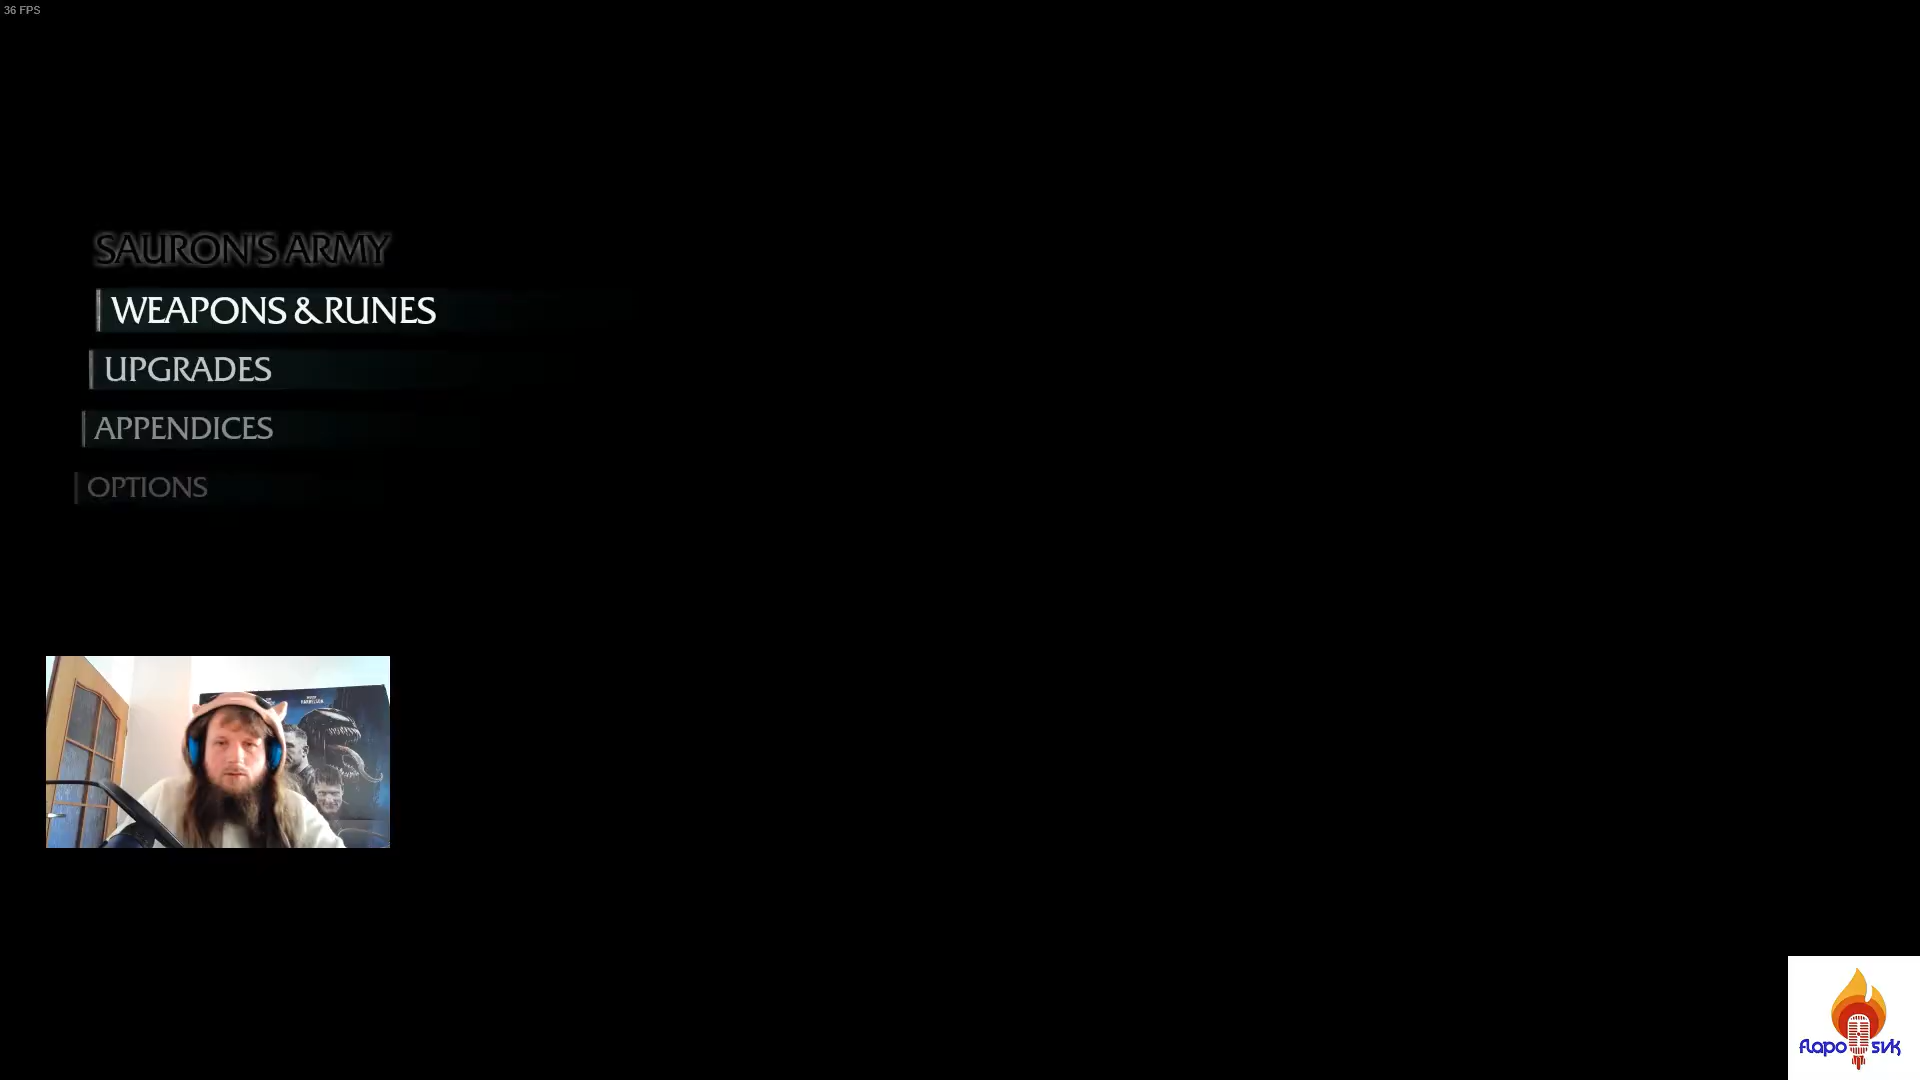 36 FPS
SAURON'S ARMY
WEAPONS & RUNES
UPGRADES
APPENDICES
OPTIONS
flapo svk